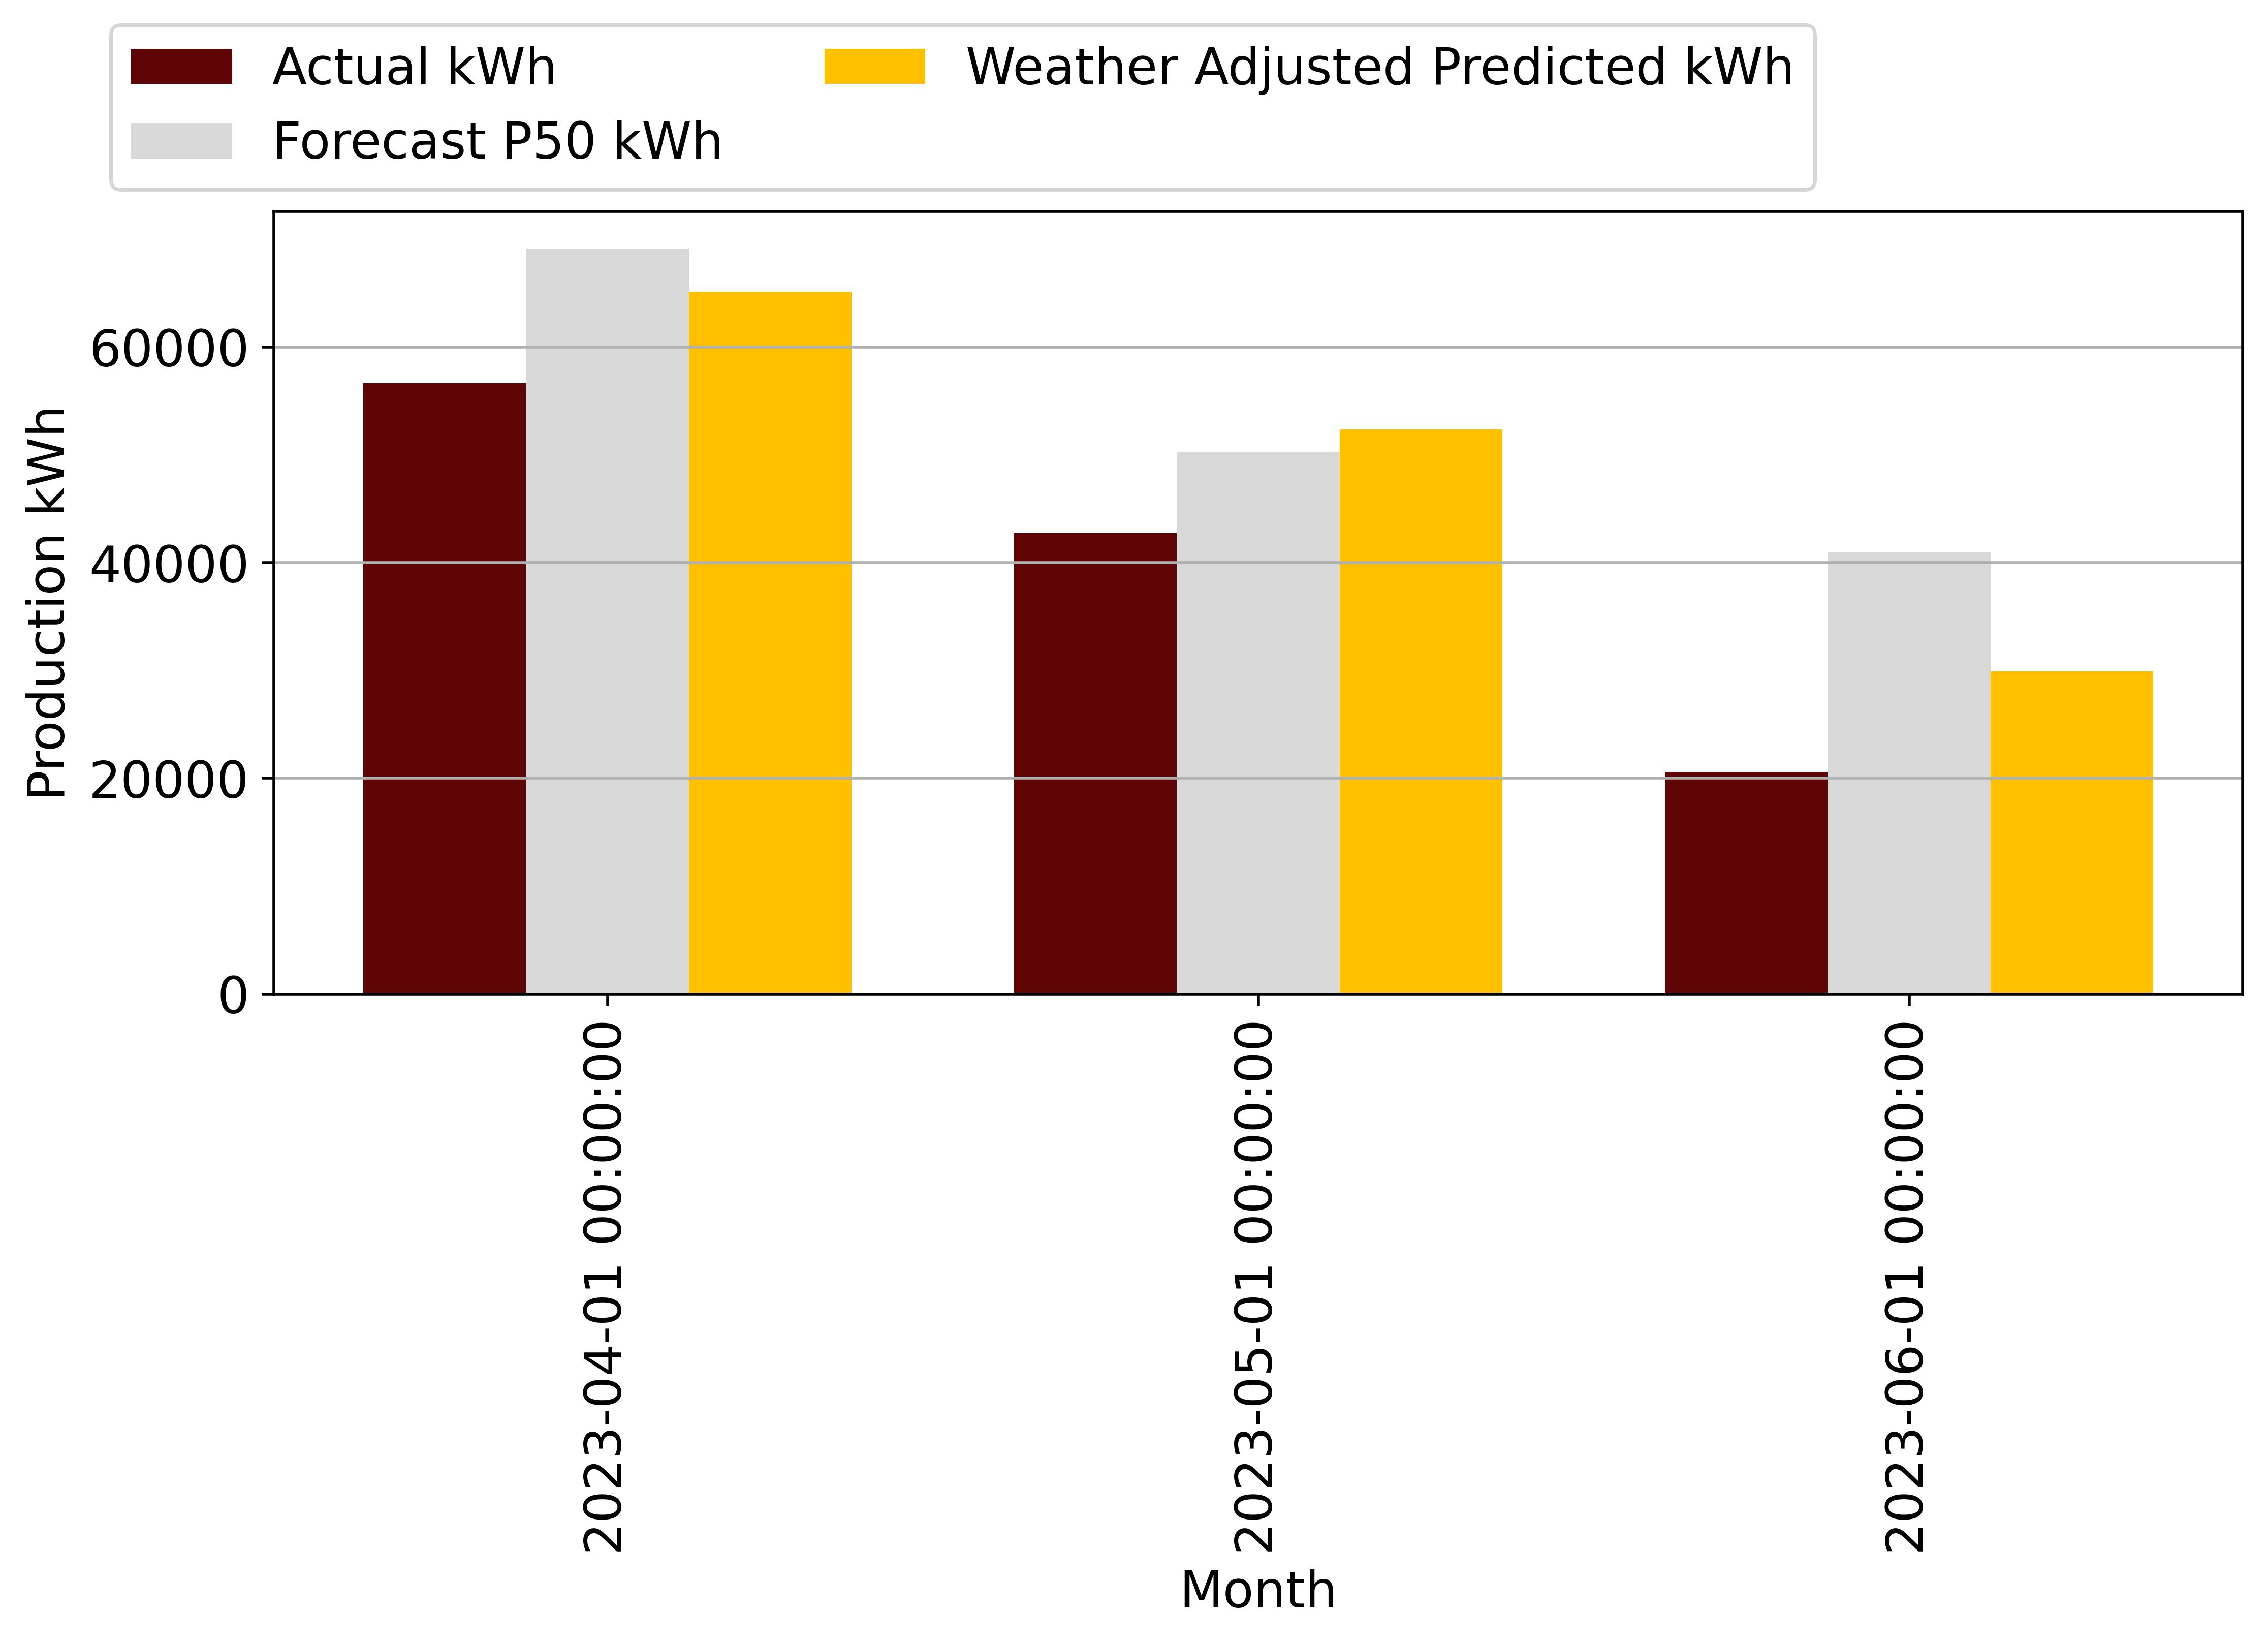 Actual kWh
Forecast P50 kWh
Weather Adjusted Predicted kWh
Production kWh
60000
40000
20000
0
2023-04-01 00:00:00
2023-05-01 00:00:00
2023-06-01 00:00:00
Month